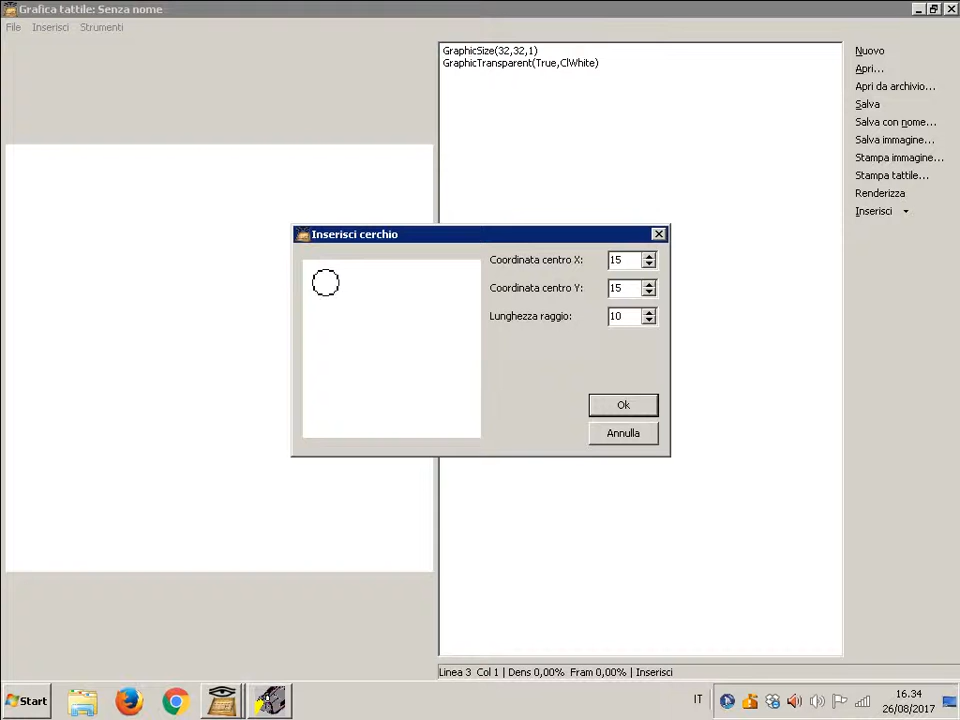 Grafica tattile: Senza nome
File Inserisci Strumenti
GraphicSize(32,32,1)
GraphicTransparent(True,ClWhite)
Nuovo
Apri...
Apri da archivio...
Salva
Salva con nome...
Salva immagine...
Stampa immagine...
Stampa tattile...
Renderizza
Inserisci
Inserisci cerchio
Coordinata centro X: 15
Coordinata centro Y: 15
Lunghezza raggio: 10
Ok
Annulla
Linea 3 Col 1 | Dens 0,00% Fram 0,00% | Inserisci
Start
IT
16.34
26/08/2017